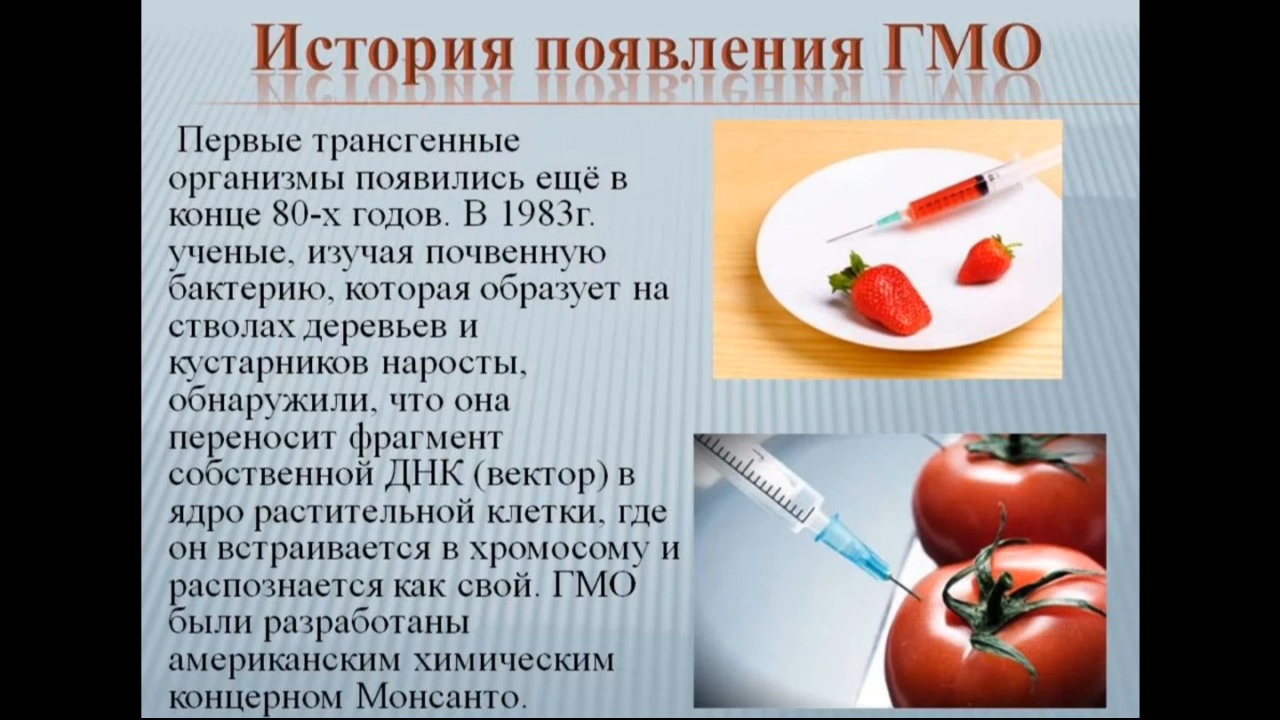 История появления ГМО
Первые трансгенные
организмы появились ещё в
конце 80-х годов. В 1983г.
ученые, изучая почвенную
бактерию, которая образует на
стволах деревьев и
кустарников наросты,
обнаружили, что она
переносит фрагмент
собственной ДНК (вектор) в
ядро растительной клетки, где
он встраивается в хромосому и
распознается как свой. ГМО
были разработаны
американским химическим
концерном Монсанто.